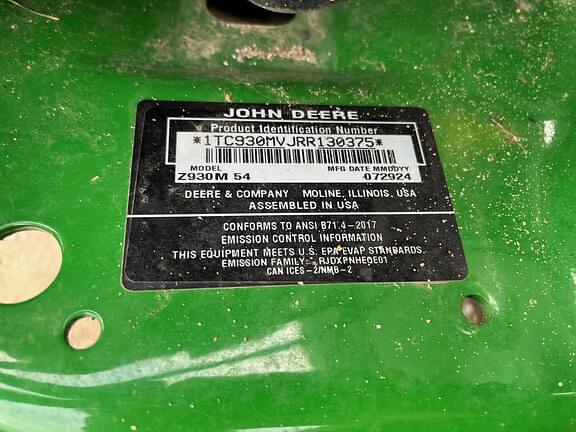 JOHN DEERE
Product Identification Number
*1TC930MVJRR130375*
MODEL MFG DATE MMDDYY
Z930M 54 072924
DEERE & COMPANY MOLINE, ILLINOIS, USA
ASSEMBLED IN USA
CONFORMS TO ANSI B71.4-2017
EMISSION CONTROL INFORMATION
THIS EQUIPMENT MEETS U.S. EPA EVAP STANDARDS.
EMISSION FAMILY: RJDXPNHEQE01
CAN ICES-2/NMB-2